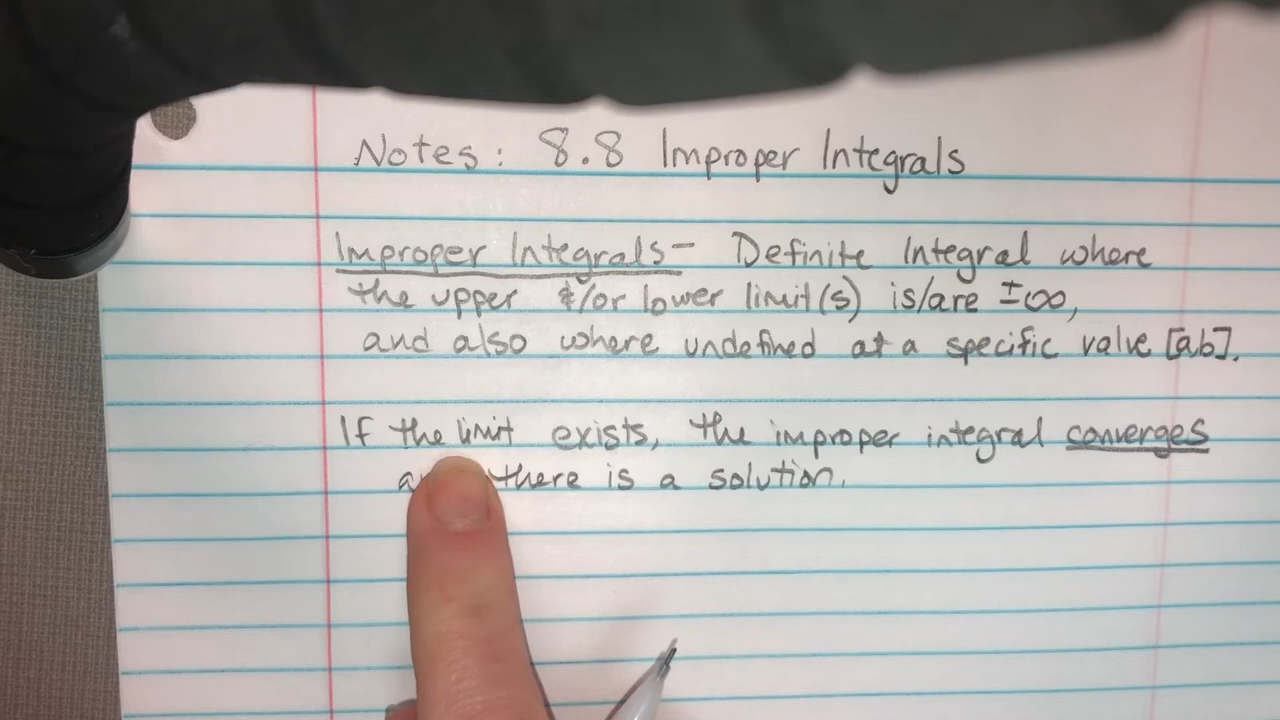 Notes: 8.8 Improper Integrals
Improper Integrals- Definite Integral where
the upper &/or lower limit(s) is/are ±∞,
and also where undefined at a specific value [a,b].
If the limit exists, the improper integral converges
there is a solution.